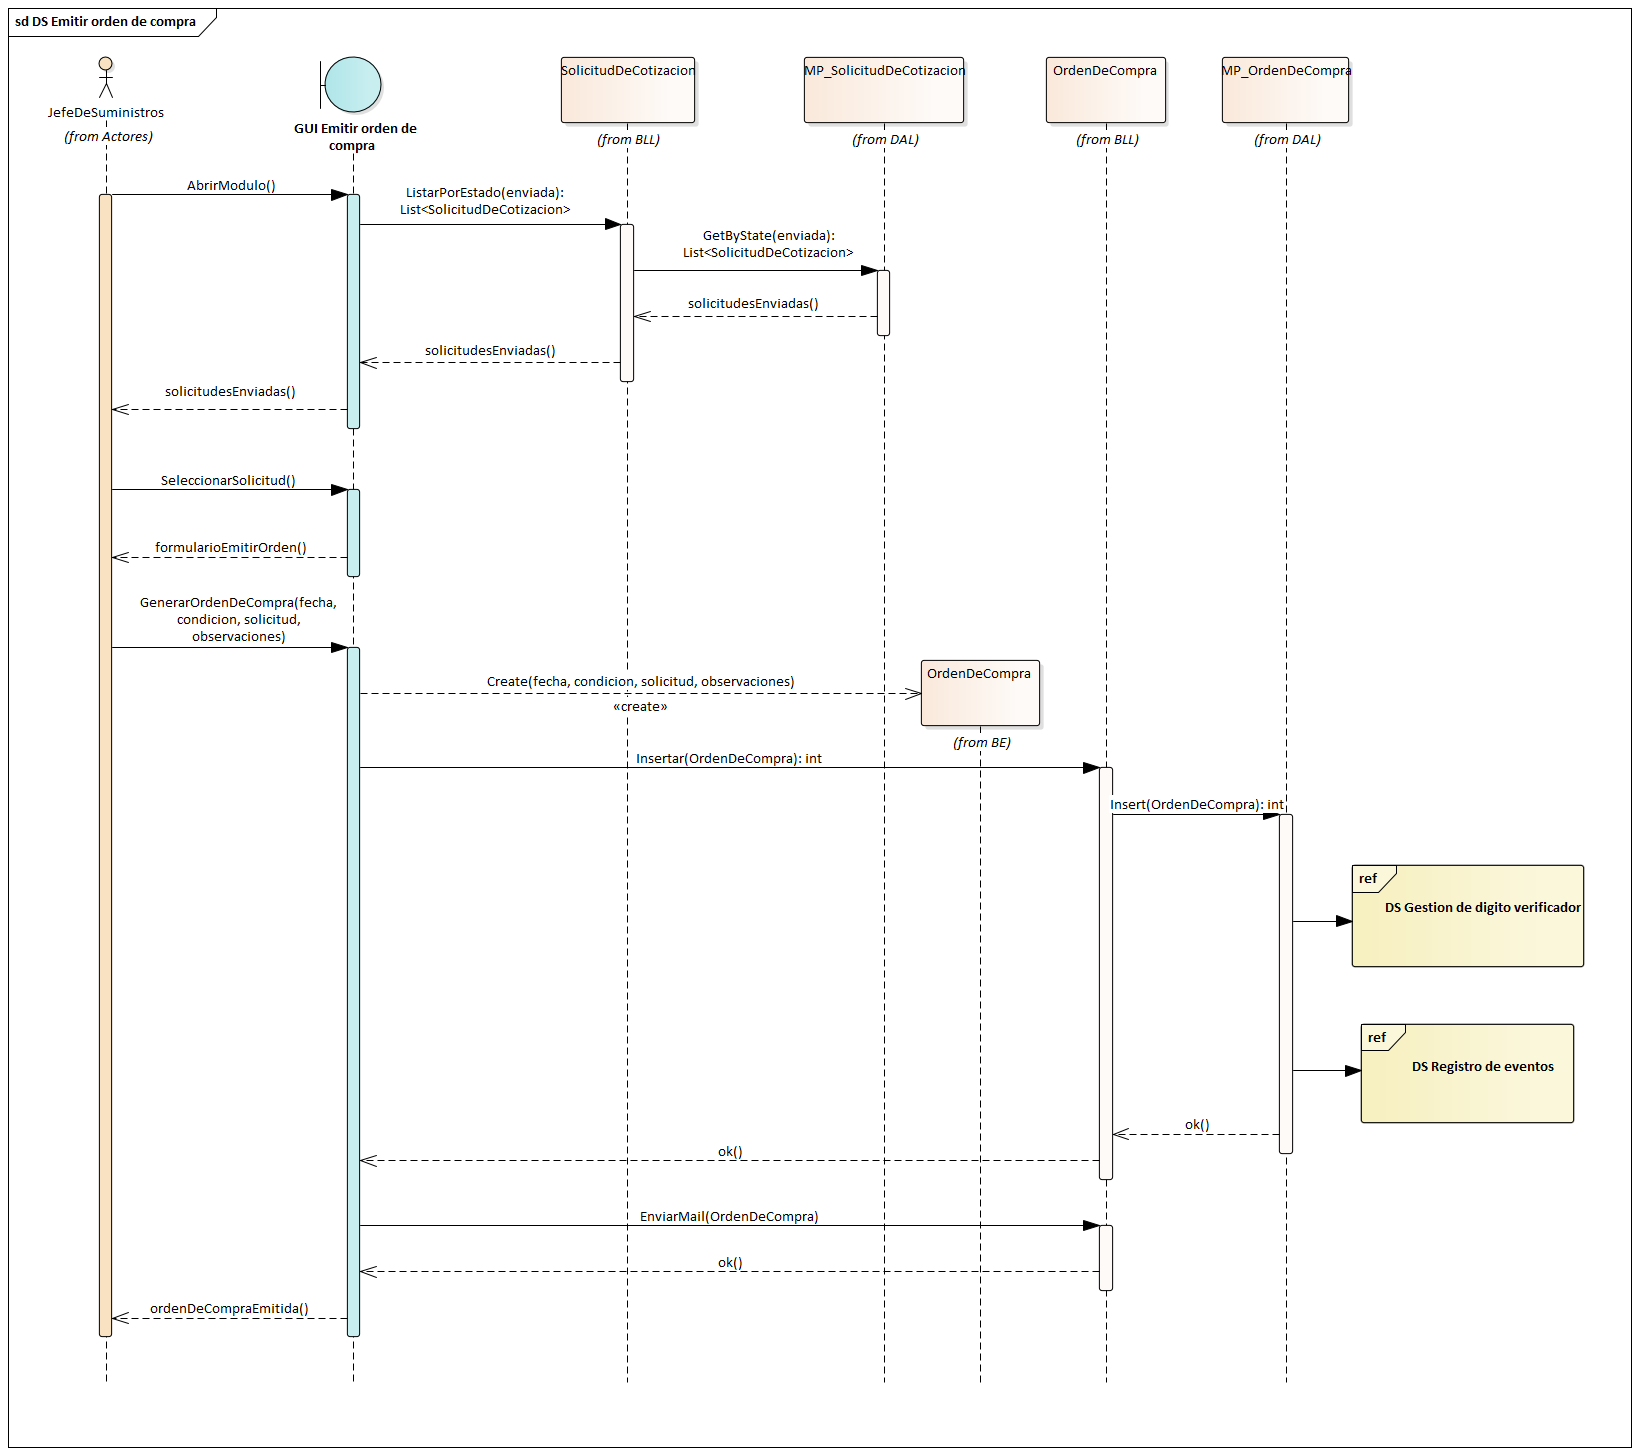 sd DS Emitir orden de compra
JefeDeSuministros
(from Actores)
GUI Emitir orden de
compra
SolicitudDeCotizacion
(from BLL)
MP_SolicitudDeCotizacion
(from DAL)
OrdenDeCompra
(from BLL)
MP_OrdenDeCompra
(from DAL)
AbrirModulo()
ListarPorEstado(enviada):
List<SolicitudDeCotizacion>
GetByState(enviada):
List<SolicitudDeCotizacion>
solicitudesEnviadas()
solicitudesEnviadas()
solicitudesEnviadas()
SeleccionarSolicitud()
formularioEmitirOrden()
GenerarOrdenDeCompra(fecha,
condicion, solicitud,
observaciones)
Create(fecha, condicion, solicitud, observaciones)
«create»
OrdenDeCompra
(from BE)
Insertar(OrdenDeCompra): int
Insert(OrdenDeCompra): int
ref
DS Gestion de digito verificador
ref
DS Registro de eventos
ok()
ok()
EnviarMail(OrdenDeCompra)
ok()
ordenDeCompraEmitida()